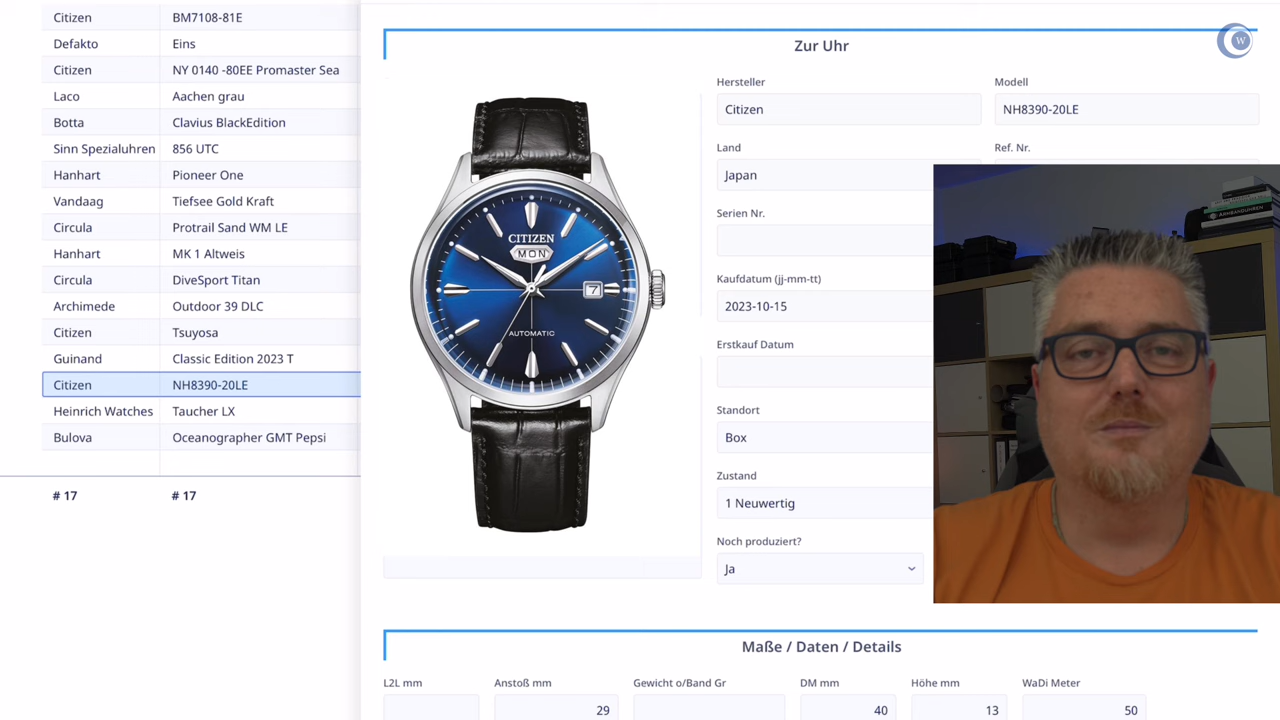 Citizen BM7108-81E
Defakto Eins
Citizen NY 0140 -80EE Promaster Sea
Laco Aachen grau
Botta Clavius BlackEdition
Sinn Spezialuhren 856 UTC
Hanhart Pioneer One
Vandaag Tiefsee Gold Kraft
Circula Protrail Sand WM LE
Hanhart MK 1 Altweis
Circula DiveSport Titan
Archimede Outdoor 39 DLC
Citizen Tsuyosa
Guinand Classic Edition 2023 T
Citizen NH8390-20LE
Heinrich Watches Taucher LX
Bulova Oceanographer GMT Pepsi
# 17 # 17
Zur Uhr
W
CITIZEN
MON
7
AUTOMATIC
Hersteller Modell
Citizen NH8390-20LE
Land Ref. Nr.
Japan
Serien Nr.
Kaufdatum (jj-mm-tt)
2023-10-15
Erstkauf Datum
Standort
Box
Zustand
1 Neuwertig
Noch produziert?
Ja
ARMBANDUHREN
Maße / Daten / Details
L2L mm Anstoß mm Gewicht o/Band Gr DM mm Höhe mm WaDi Meter
29 40 13 50